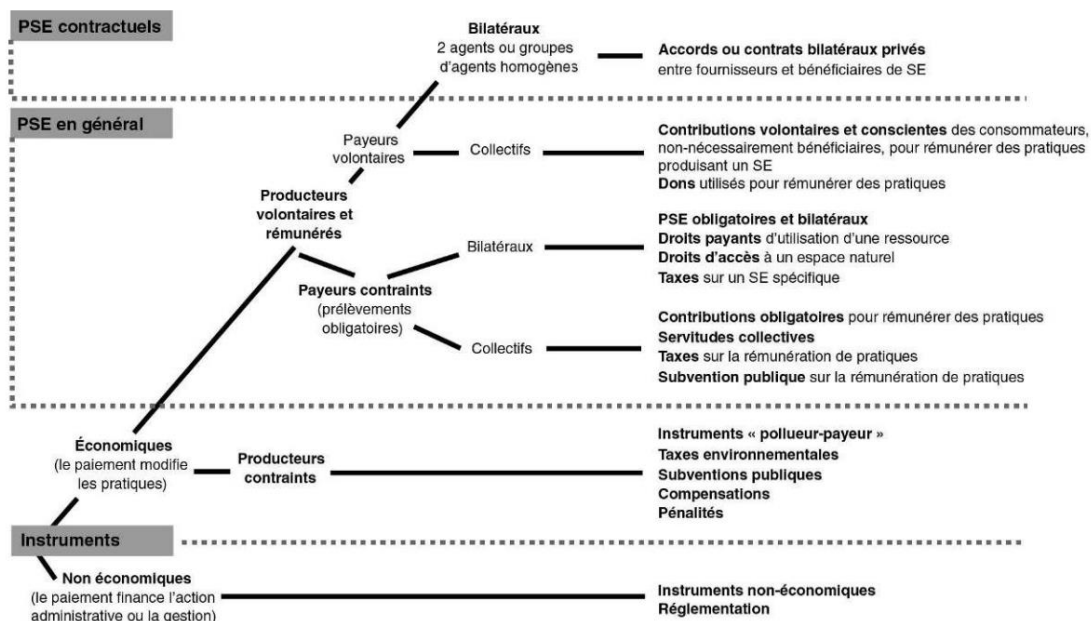 PSE contractuels
Bilatéraux
2 agents ou groupes
d'agents homogènes
Accords ou contrats bilatéraux privés
entre fournisseurs et bénéficiaires de SE
PSE en général
Payeurs
volontaires
Collectifs
Contributions volontaires et conscientes des consommateurs,
non-nécessairement bénéficiaires, pour rémunérer des pratiques
produisant un SE
Dons utilisés pour rémunérer des pratiques
Producteurs
volontaires et
rémunérés
Bilatéraux
PSE obligatoires et bilatéraux
Droits payants d'utilisation d'une ressource
Droits d'accès à un espace naturel
Taxes sur un SE spécifique
Payeurs contraints
(prélèvements
obligatoires)
Collectifs
Contributions obligatoires pour rémunérer des pratiques
Servitudes collectives
Taxes sur la rémunération de pratiques
Subvention publique sur la rémunération de pratiques
Économiques
(le paiement modifie
les pratiques)
Producteurs
contraints
Instruments « pollueur-payeur »
Taxes environnementales
Subventions publiques
Compensations
Pénalités
Instruments
Non économiques
(le paiement finance l'action
administrative ou la gestion)
Instruments non-économiques
Réglementation